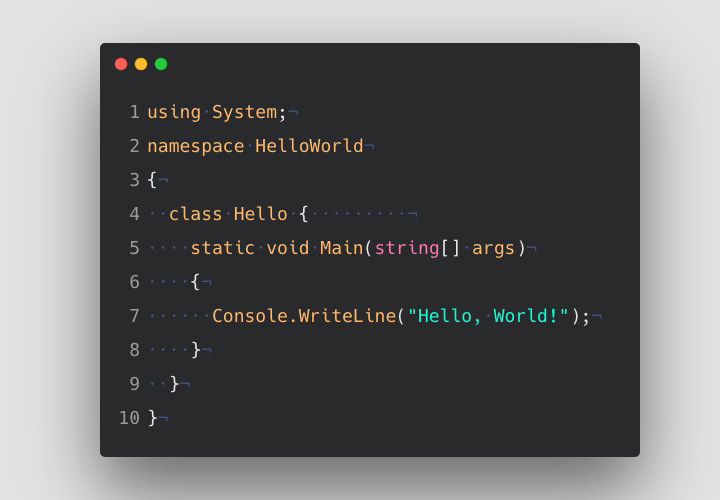 1 using System;
2 namespace HelloWorld
3 {
4   class Hello {         
5     static void Main(string[] args)
6     {
7       Console.WriteLine("Hello, World!");
8     }
9   }
10 }